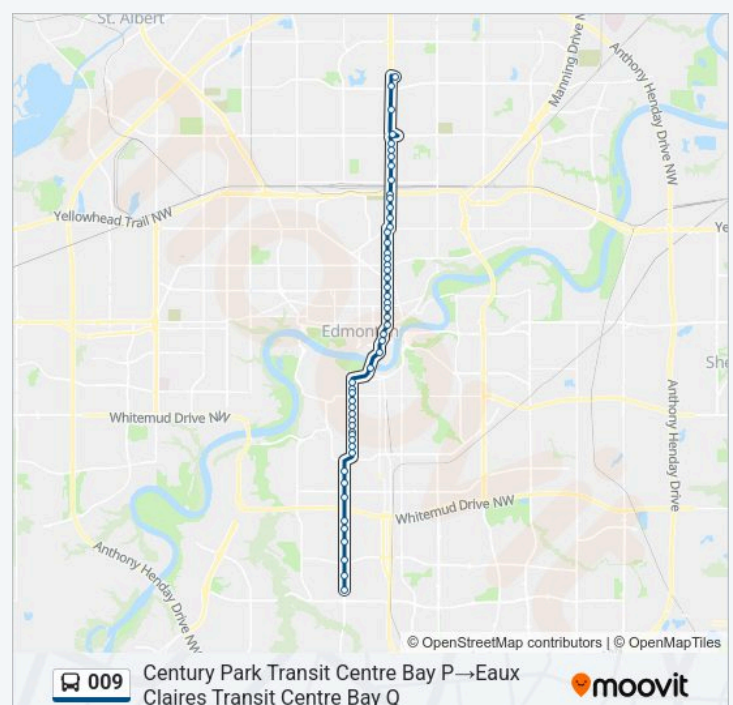 St. Albert
Manning Drive N
Anthony Henday Drive NW
Yellowhead Trail NW
Ye
Edmonton
She
Whitemud Drive NW
Anthony Henday Drive
Whitemud Drive NW
Anthony Henday Drive NW
© OpenStreetMap contributors | © OpenMapTiles
009
Century Park Transit Centre Bay P→Eaux
Claires Transit Centre Bay Q
moovit